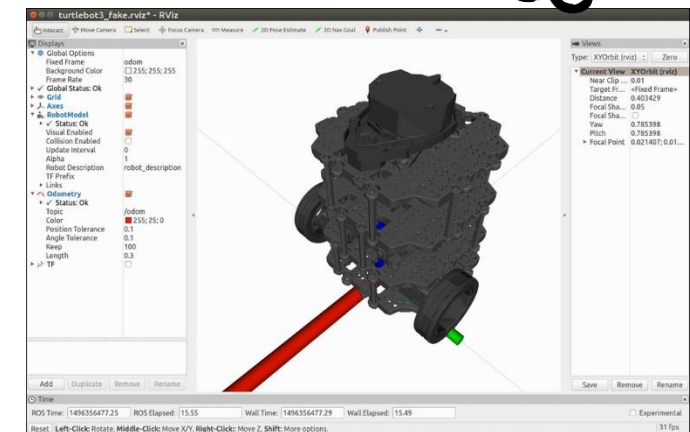 turtlebot3_fake.rviz* - RViz
Interact Move Camera Select Focus Camera Measure 2D Pose Estimate 2D Nav Goal Publish Point
Displays
Global Options
Fixed Frame odom
Background Color 255; 255; 255
Frame Rate 30
Global Status: Ok
Grid
Axes
RobotModel
Status: Ok
Visual Enabled
Collision Enabled
Update Interval 0
Alpha 1
Robot Description robot_description
TF Prefix
Links
Odometry
Status: Ok
Topic /odom
Color 255; 25; 0
Position Tolerance 0.1
Angle Tolerance 0.1
Keep 100
Length 0.3
TF
Add Duplicate Remove Rename
Views
Type: XYOrbit (rviz) Zero
Current View XYOrbit (rviz)
Near Clip ... 0.01
Target Fr... <Fixed Frame>
Distance 0.403429
Focal Sha... 0.05
Focal Sha...
Yaw 0.785398
Pitch 0.785398
Focal Point 0.021407; 0.01...
Save Remove Rename
Time
ROS Time: 1496356477.25 ROS Elapsed: 15.55 Wall Time: 1496356477.29 Wall Elapsed: 15.49 Experimental
Reset Left-Click: Rotate. Middle-Click: Move X/Y. Right-Click: Move Z. Shift: More options. 31 fps